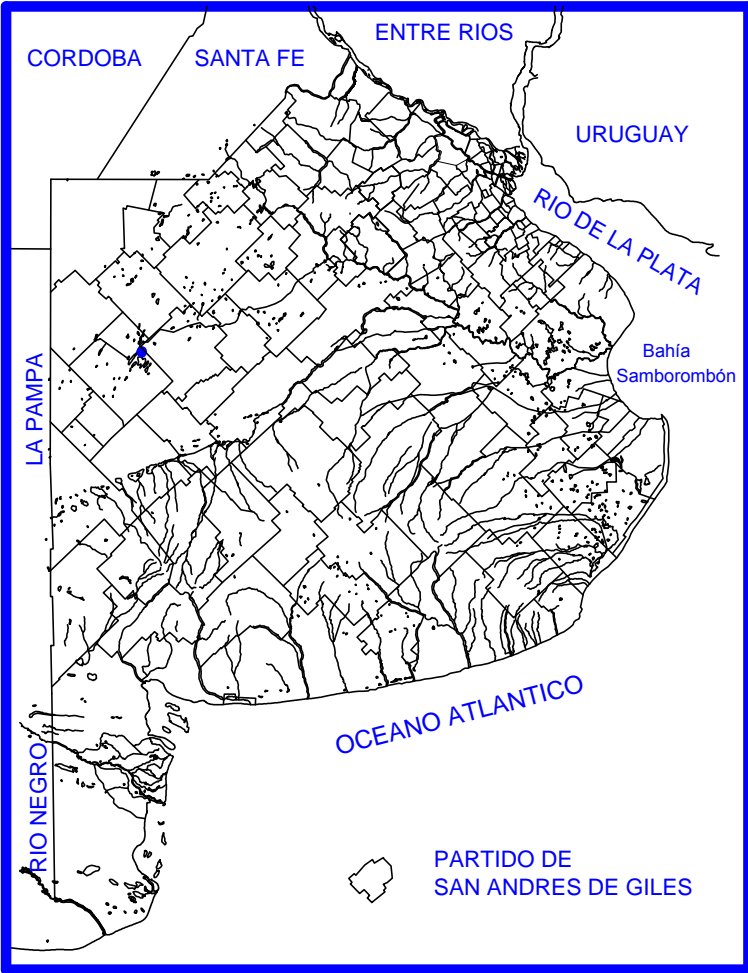 ENTRE RIOS
CORDOBA
SANTA FE
URUGUAY
RIO DE LA PLATA
Bahía
Samborombón
LA PAMPA
OCEANO ATLANTICO
RIO NEGRO
PARTIDO DE
SAN ANDRES DE GILES